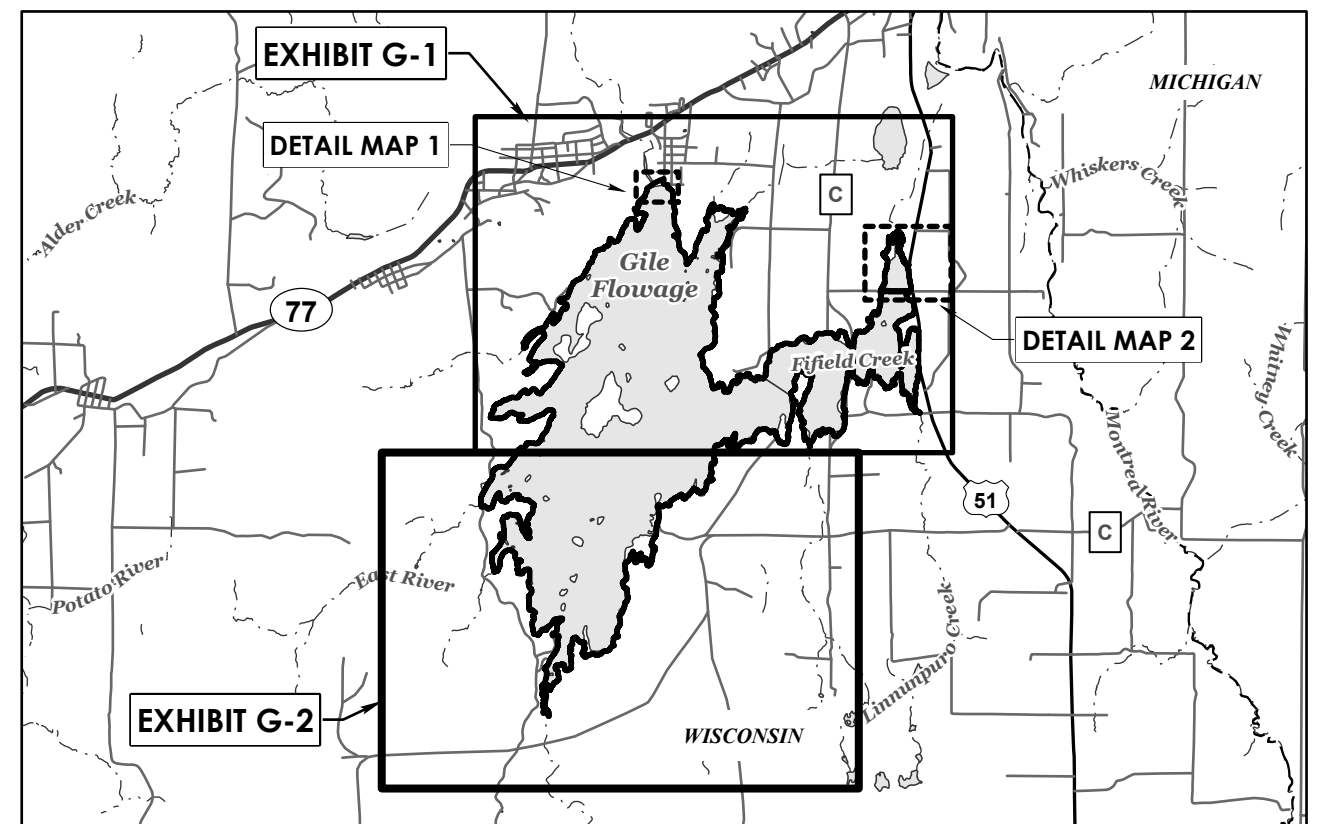 EXHIBIT G-1
MICHIGAN
DETAIL MAP 1
Whiskers Creek
C
Alder Creek
Gile
Flowage
77
DETAIL MAP 2
Fifield Creek
Whitney Creek
Montreal River
51
C
Potato River
East River
Linnunpuro Creek
EXHIBIT G-2
WISCONSIN